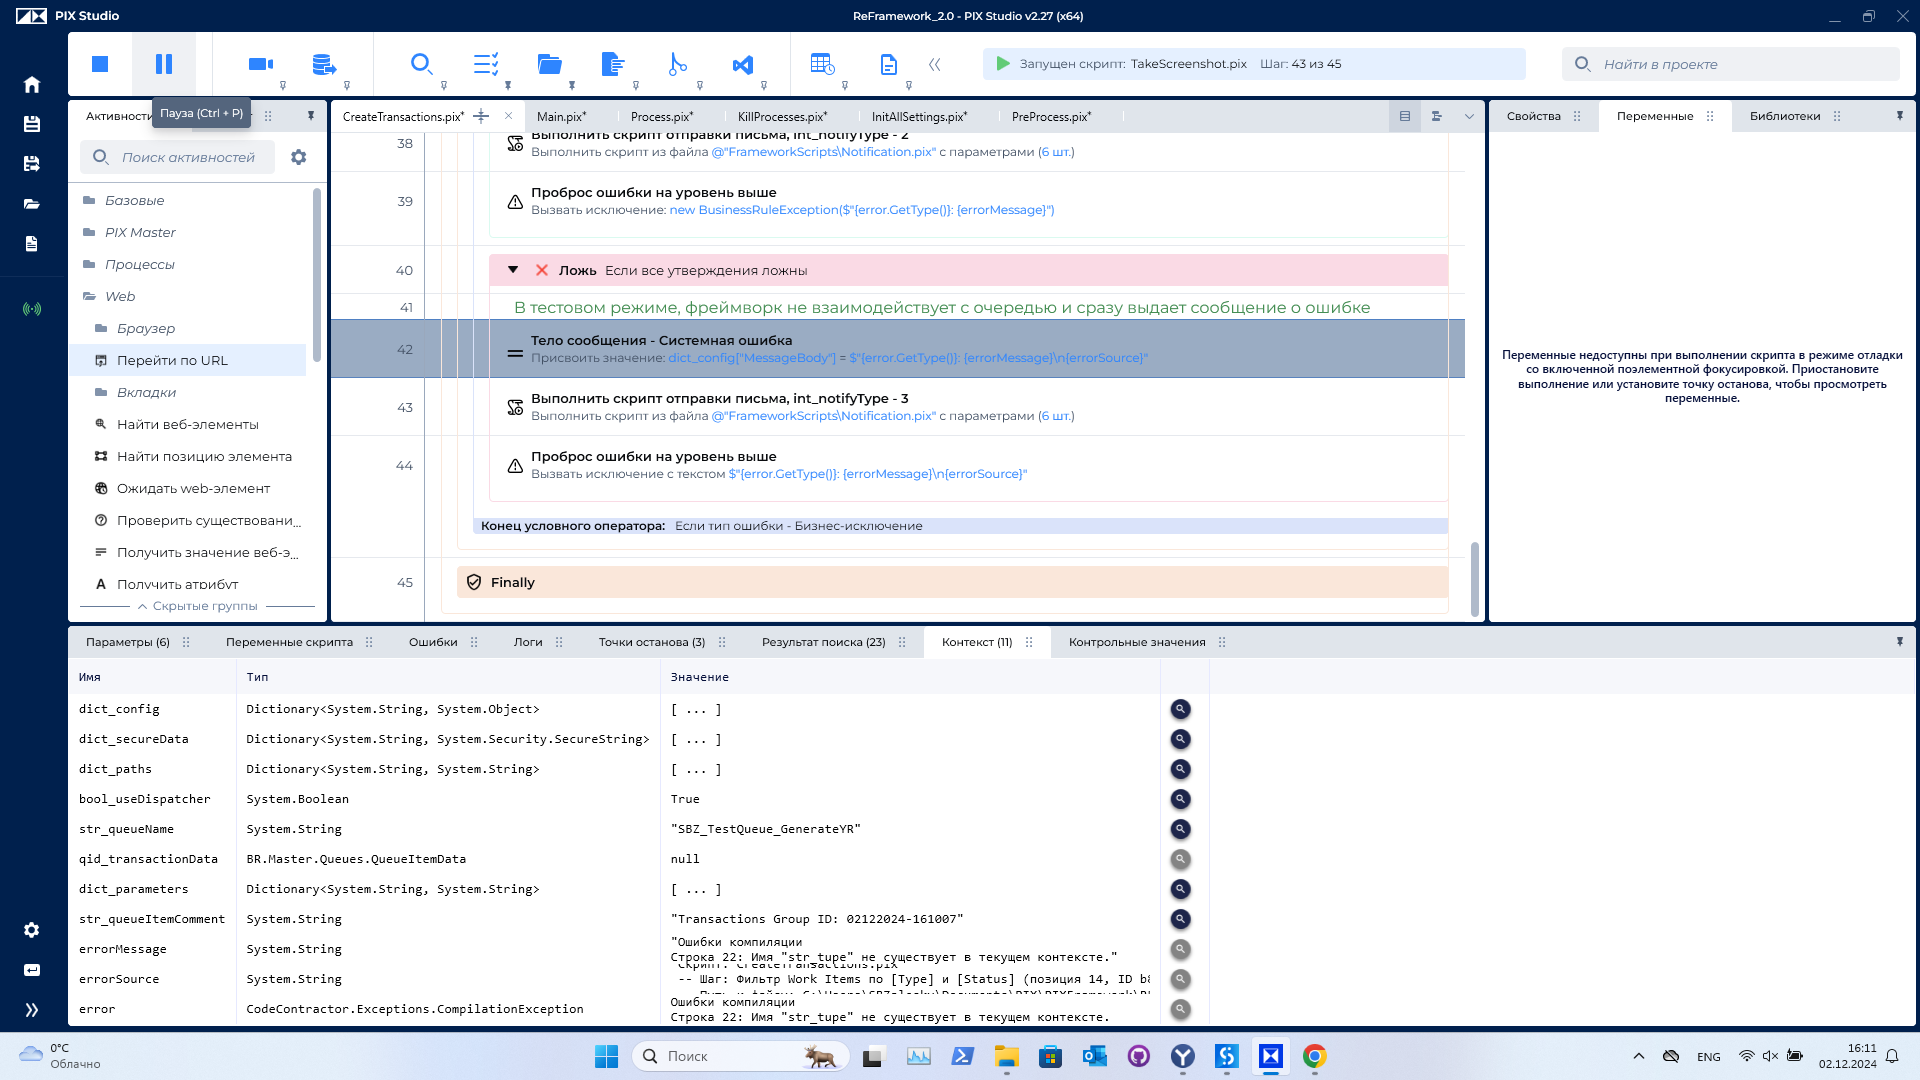 PIX Studio
ReFramework_2.0 - PIX Studio v2.27 (x64)
Запущен скрипт: TakeScreenshot.pix Шаг: 43 из 45
Найти в проекте
Пауза (Ctrl + P)
Активности
Поиск активностей
Базовые
PIX Master
Процессы
Web
Браузер
Перейти по URL
Вкладки
Найти веб-элементы
Найти позицию элемента
Ожидать web-элемент
Проверить существовани...
Получить значение веб-э...
Получить атрибут
Скрытые группы
CreateTransactions.pix*
Main.pix*
Process.pix*
KillProcesses.pix*
InitAllSettings.pix*
PreProcess.pix*
38
Выполнить скрипт отправки письма, int_notifyType - 2
Выполнить скрипт из файла @"FrameworkScripts\Notification.pix" с параметрами (6 шт.)
39
Проброс ошибки на уровень выше
Вызвать исключение: new BusinessRuleException($"{error.GetType()}: {errorMessage}")
40
Ложь Если все утверждения ложны
41
В тестовом режиме, фреймворк не взаимодействует с очередью и сразу выдает сообщение о ошибке
42
Тело сообщения - Системная ошибка
Присвоить значение: dict_config["MessageBody"] = $"{error.GetType()}: {errorMessage}\n{errorSource}"
43
Выполнить скрипт отправки письма, int_notifyType - 3
Выполнить скрипт из файла @"FrameworkScripts\Notification.pix" с параметрами (6 шт.)
44
Проброс ошибки на уровень выше
Вызвать исключение с текстом $"{error.GetType()}: {errorMessage}\n{errorSource}"
Конец условного оператора: Если тип ошибки - Бизнес-исключение
45
Finally
Свойства
Переменные
Библиотеки
Переменные недоступны при выполнении скрипта в режиме отладки
со включенной поэлементной фокусировкой. Приостановите
выполнение или установите точку останова, чтобы просмотреть
переменные.
Параметры (6)
Переменные скрипта
Ошибки
Логи
Точки останова (3)
Результат поиска (23)
Контекст (11)
Контрольные значения
Имя Тип Значение
dict_config Dictionary<System.String, System.Object> [ ... ]
dict_secureData Dictionary<System.String, System.Security.SecureString> [ ... ]
dict_paths Dictionary<System.String, System.String> [ ... ]
bool_useDispatcher System.Boolean True
str_queueName System.String "SBZ_TestQueue_GenerateYR"
qid_transactionData BR.Master.Queues.QueueItemData null
dict_parameters Dictionary<System.String, System.String> [ ... ]
str_queueItemComment System.String "Transactions Group ID: 02122024-161007"
errorMessage System.String "Ошибки компиляции
Строка 22: Имя "str_tupe" не существует в текущем контексте."
errorSource System.String "Скрипт: CreateTransactions.pix
-- Шаг: Фильтр Work Items по [Type] и [Status] (позиция 14, ID b8
error CodeContractor.Exceptions.CompilationException Ошибки компиляции
Строка 22: Имя "str_tupe" не существует в текущем контексте.
0°C
Облачно
Поиск
ENG
16:11
02.12.2024